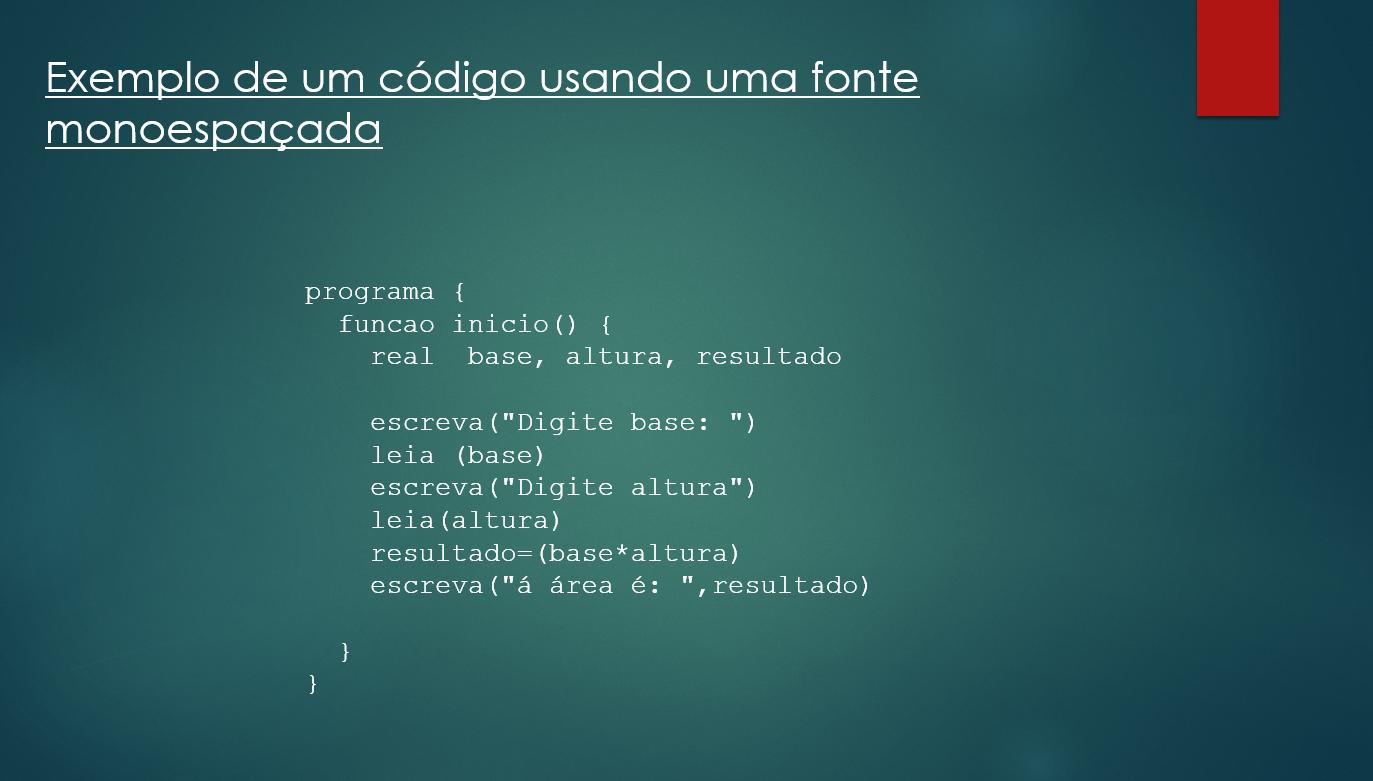 Exemplo de um código usando uma fonte
monoespaçada
programa {
  funcao inicio() {
    real  base, altura, resultado

    escreva("Digite base: ")
    leia (base)
    escreva("Digite altura")
    leia(altura)
    resultado=(base*altura)
    escreva("á área é: ",resultado)

  }
}